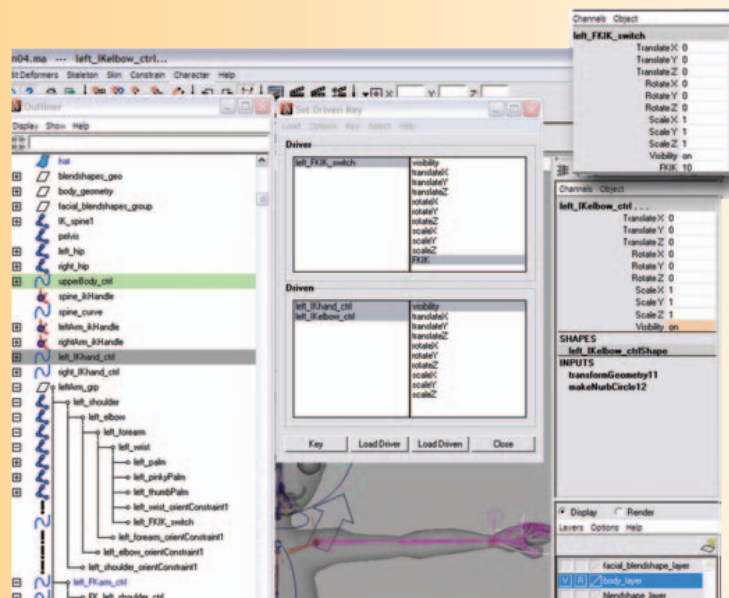 Channels Object
left_FKIK_switch
Translate X 0
Translate Y 0
Translate Z 0
Rotate X 0
Rotate Y 0
Rotate Z 0
Scale X 1
Scale Y 1
Scale Z 1
Visibility on
FKIK 10
n04.ma --- left_IKelbow_ctrl...
dit Deformers Skeleton Skin Constrain Character Help
Outliner
Display Show Help
hat
blendshapes_geo
body_geometry
facial_blendshapes_group
IK_spine1
pelvis
left_hip
right_hip
upperBody_ctrl
spine_ikHandle
spine_curve
leftArm_ikHandle
rightArm_ikHandle
left_IKhand_ctrl
right_IKhand_ctrl
leftArm_grp
left_shoulder
left_elbow
left_forearm
left_wrist
left_palm
left_pinkyPalm
left_thumbPalm
left_wrist_orientConstraint1
left_FKIK_switch
left_forearm_orientConstraint1
left_elbow_orientConstraint1
left_shoulder_orientConstraint1
left_FKarm_ctrl
FK_left_shoulder_ctrl
Set Driven Key
Load Options Key Select Help
Driver
left_FKIK_switch
visibility
translateX
translateY
translateZ
rotateX
rotateY
rotateZ
scaleX
scaleY
scaleZ
FKIK
Driven
left_IKhand_ctrl
left_IKelbow_ctrl
visibility
translateX
translateY
translateZ
rotateX
rotateY
rotateZ
scaleX
scaleY
scaleZ
Key Load Driver Load Driven Close
Channels Object
left_IKelbow_ctrl . . .
Translate X 0
Translate Y 0
Translate Z 0
Rotate X 0
Rotate Y 0
Rotate Z 0
Scale X 1
Scale Y 1
Scale Z 1
Visibility on
SHAPES
left_IKelbow_ctrlShape
INPUTS
transformGeometry11
makeNurbCircle12
Display Render
Layers Options Help
facial_blendshape_layer
V R body_layer
blendshape_layer